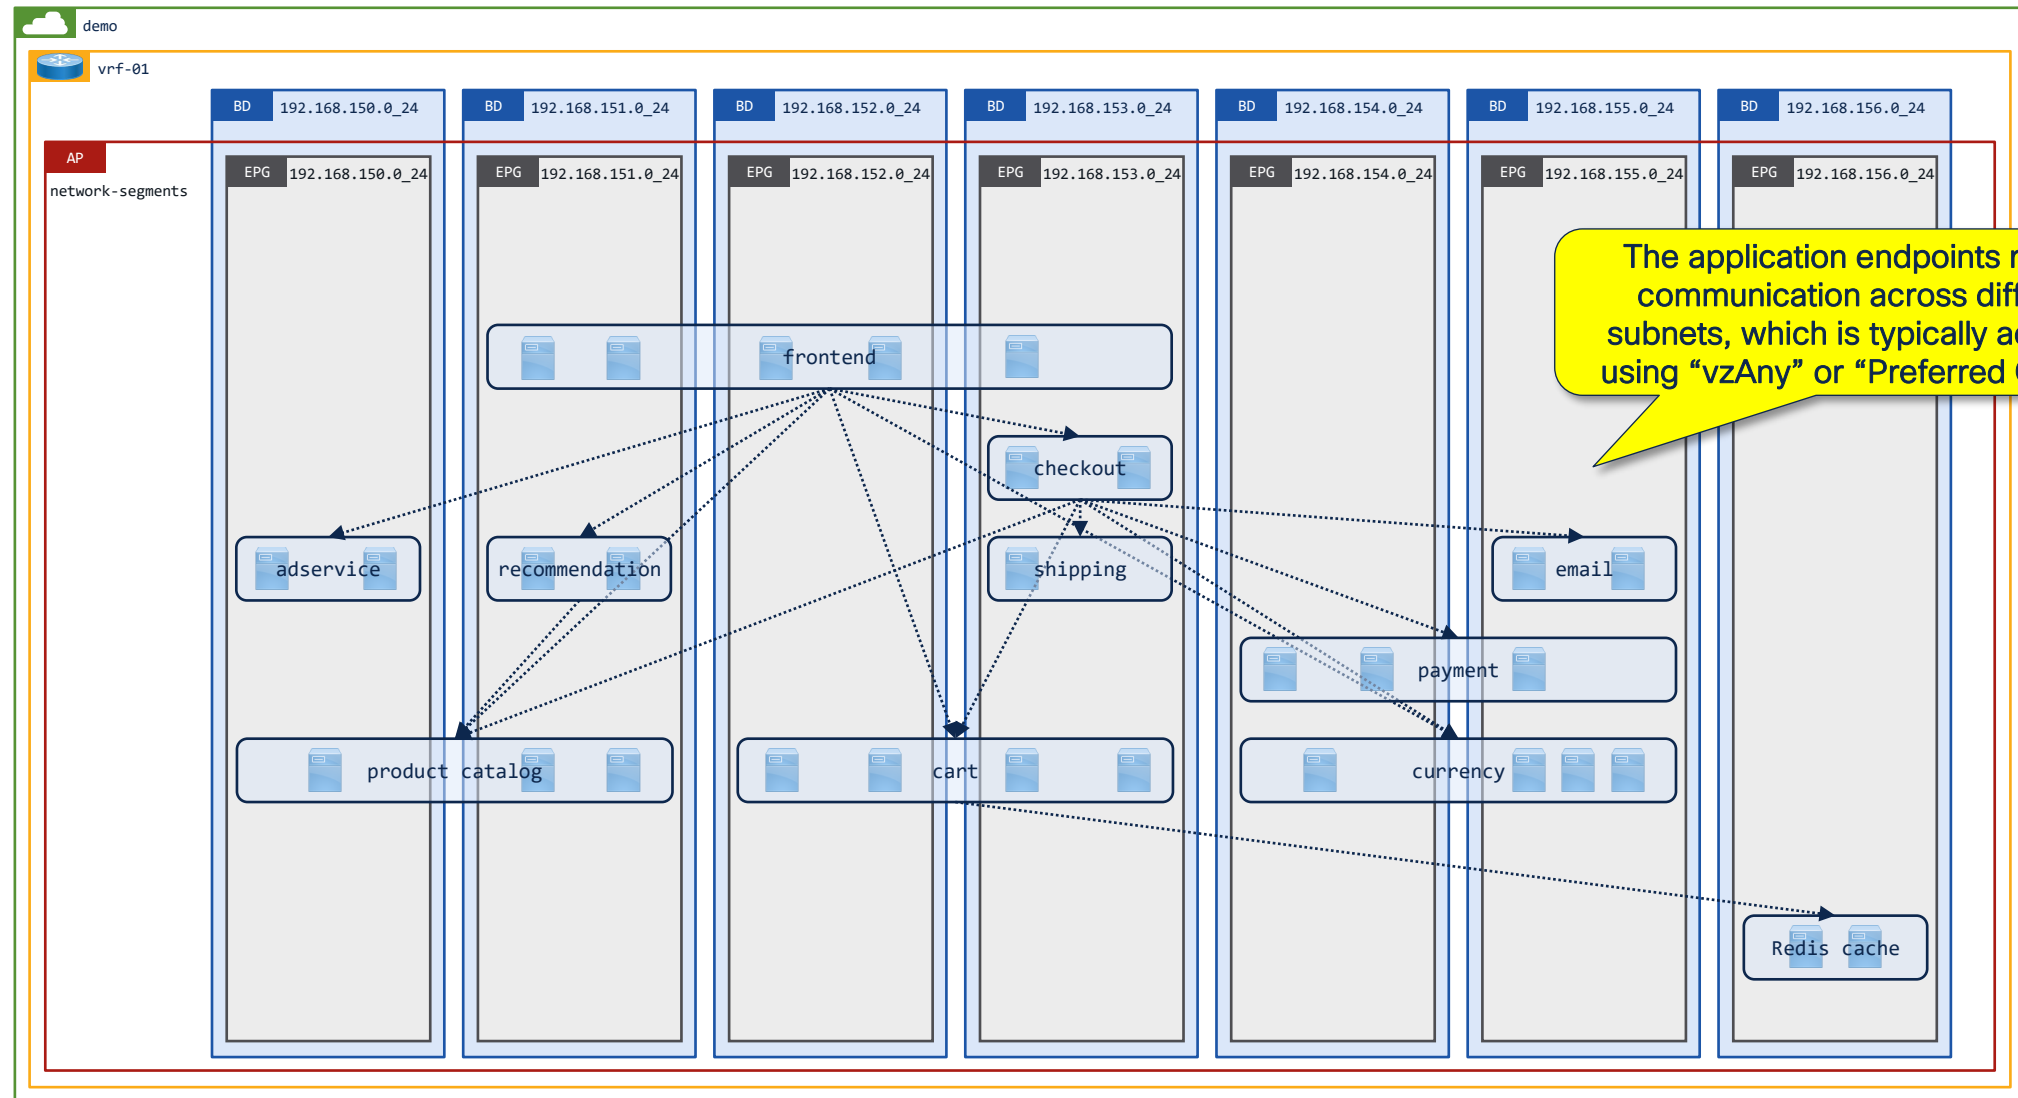 demo
vrf-01
BD 192.168.150.0_24
BD 192.168.151.0_24
BD 192.168.152.0_24
BD 192.168.153.0_24
BD 192.168.154.0_24
BD 192.168.155.0_24
BD 192.168.156.0_24
AP
network-segments
EPG 192.168.150.0_24
EPG 192.168.151.0_24
EPG 192.168.152.0_24
EPG 192.168.153.0_24
EPG 192.168.154.0_24
EPG 192.168.155.0_24
EPG 192.168.156.0_24
The application endpoints
communication across
subnets, which is typically
using “vzAny” or “Preferred
frontend
checkout
adservice
recommendation
shipping
email
payment
product catalog
cart
currency
Redis cache